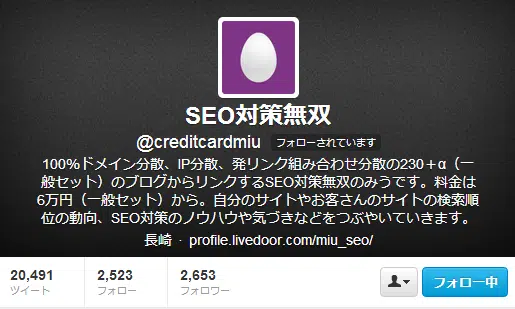 SEO対策無双
@creditcardmiu フォローされています
100%ドメイン分散、IP分散、発リンク組み合わせ分散の230＋α（一
般セット）のブログからリンクするSEO対策無双のみうです。料金は
6万円（一般セット）から。自分のサイトやお客さんのサイトの検索順
位の動向、SEO対策のノウハウや気づきなどをつぶやいていきます。
長崎 · profile.livedoor.com/miu_seo/
20,491 2,523 2,653
ツイート フォロー フォロワー
フォロー中